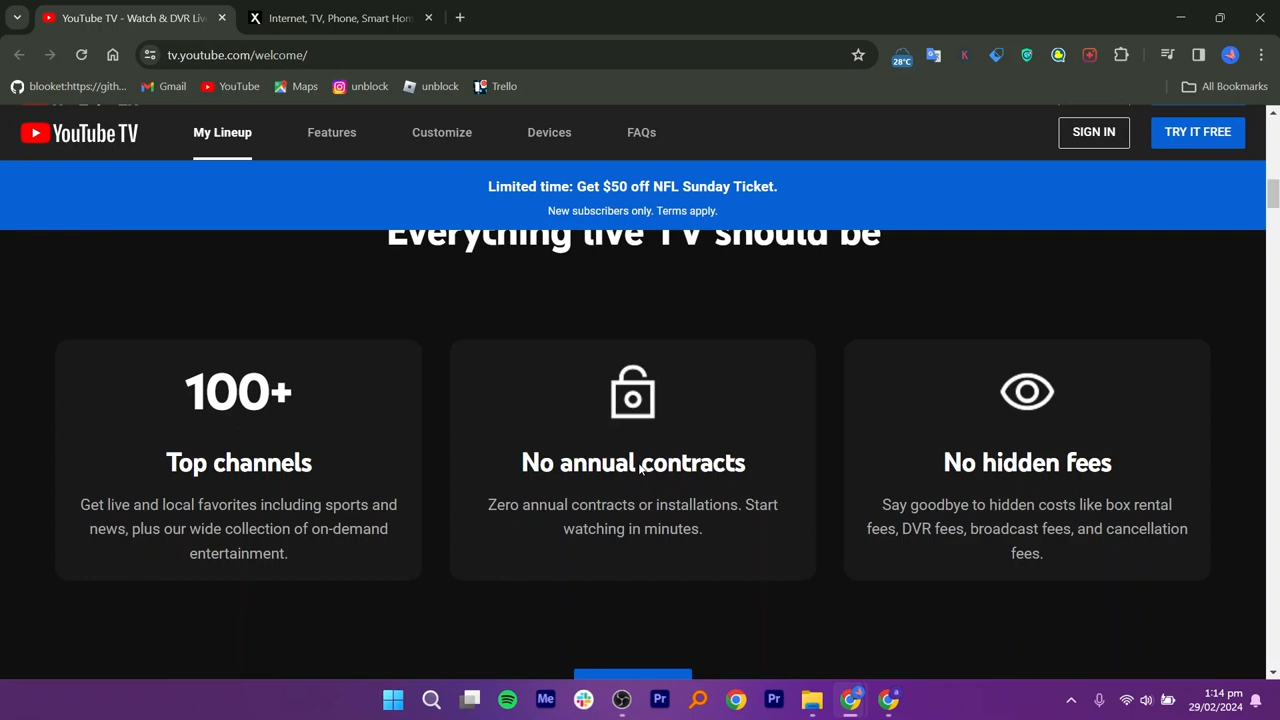 YouTube TV - Watch & DVR Liv
Internet, TV, Phone, Smart Hom
tv.youtube.com/welcome/
28°C
blooket:https://gith...
Gmail
YouTube
Maps
unblock
unblock
Trello
All Bookmarks
YouTube TV
My Lineup
Features
Customize
Devices
FAQs
SIGN IN
TRY IT FREE
Limited time: Get $50 off NFL Sunday Ticket.
New subscribers only. Terms apply.
Everything live TV should be
100+
Top channels
Get live and local favorites including sports and
news, plus our wide collection of on-demand
entertainment.
No annual contracts
Zero annual contracts or installations. Start
watching in minutes.
No hidden fees
Say goodbye to hidden costs like box rental
fees, DVR fees, broadcast fees, and cancellation
fees.
Me
Pr
Pr
1:14 pm
29/02/2024